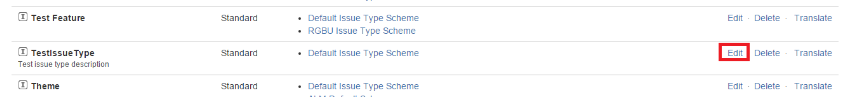 Test Feature Standard • Default Issue Type Scheme Edit · Delete · Translate
• RGBU Issue Type Scheme
TestIssueType Standard • Default Issue Type Scheme Edit · Delete · Translate
Test issue type description
Theme Standard • Default Issue Type Scheme Edit · Delete · Translate